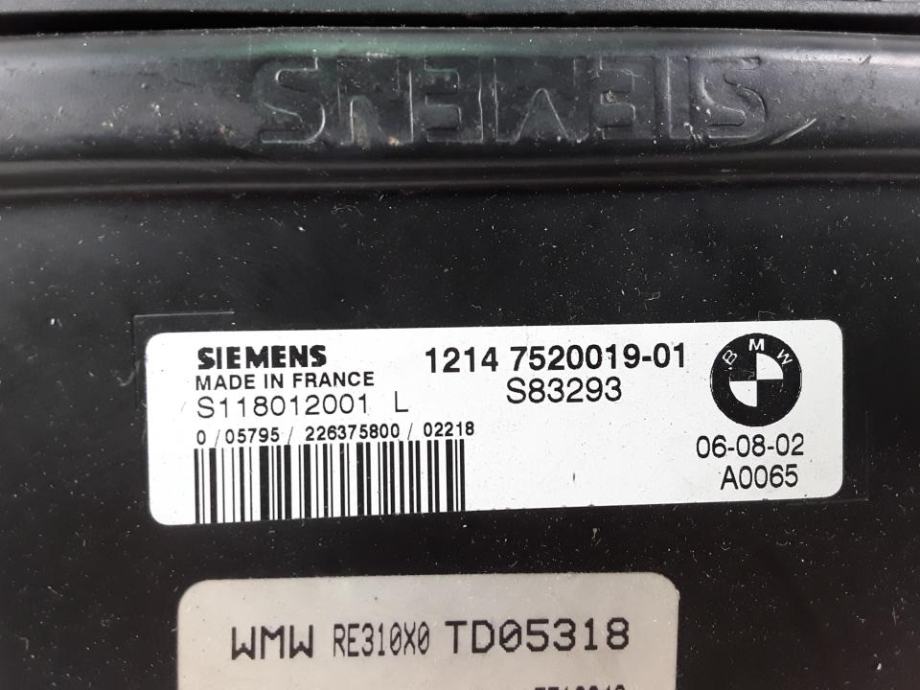 SIEMENS
SIEMENS 1214 7520019-01
MADE IN FRANCE
S118012001 L S83293
BMW
0 / 05795 / 226375800 / 02218
06-08-02
A0065
WMW RE310X0 TD05318